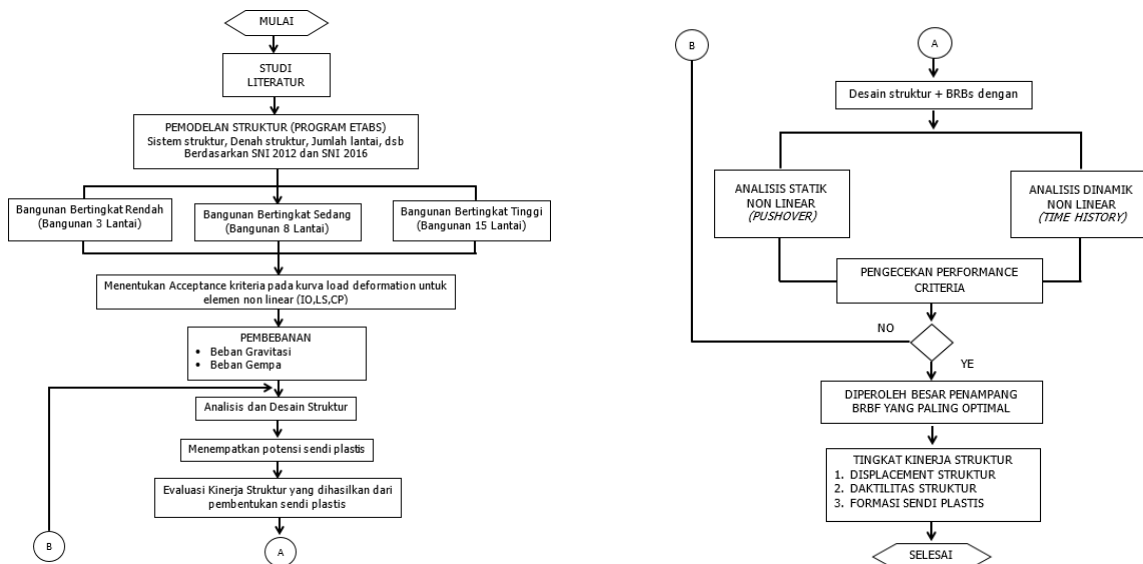 MULAI
STUDI
LITERATUR
PEMODELAN STRUKTUR (PROGRAM ETABS)
Sistem struktur, Denah struktur, Jumlah lantai, dsb
Berdasarkan SNI 2012 dan SNI 2016
Bangunan Bertingkat Rendah
(Bangunan 3 Lantai)
Bangunan Bertingkat Sedang
(Bangunan 8 Lantai)
Bangunan Bertingkat Tinggi
(Bangunan 15 Lantai)
Menentukan Acceptance kriteria pada kurva load deformation untuk
elemen non linear (IO,LS,CP)
PEMBEBANAN
• Beban Gravitasi
• Beban Gempa
Analisis dan Desain Struktur
Menempatkan potensi sendi plastis
Evaluasi Kinerja Struktur yang dihasilkan dari
pembentukan sendi plastis
B
A
B
A
Desain struktur + BRBs dengan
ANALISIS STATIK
NON LINEAR
(PUSHOVER)
ANALISIS DINAMIK
NON LINEAR
(TIME HISTORY)
PENGECEKAN PERFORMANCE
CRITERIA
NO
YE
DIPEROLEH BESAR PENAMPANG
BRBF YANG PALING OPTIMAL
TINGKAT KINERJA STRUKTUR
1. DISPLACEMENT STRUKTUR
2. DAKTILITAS STRUKTUR
3. FORMASI SENDI PLASTIS
SELESAI